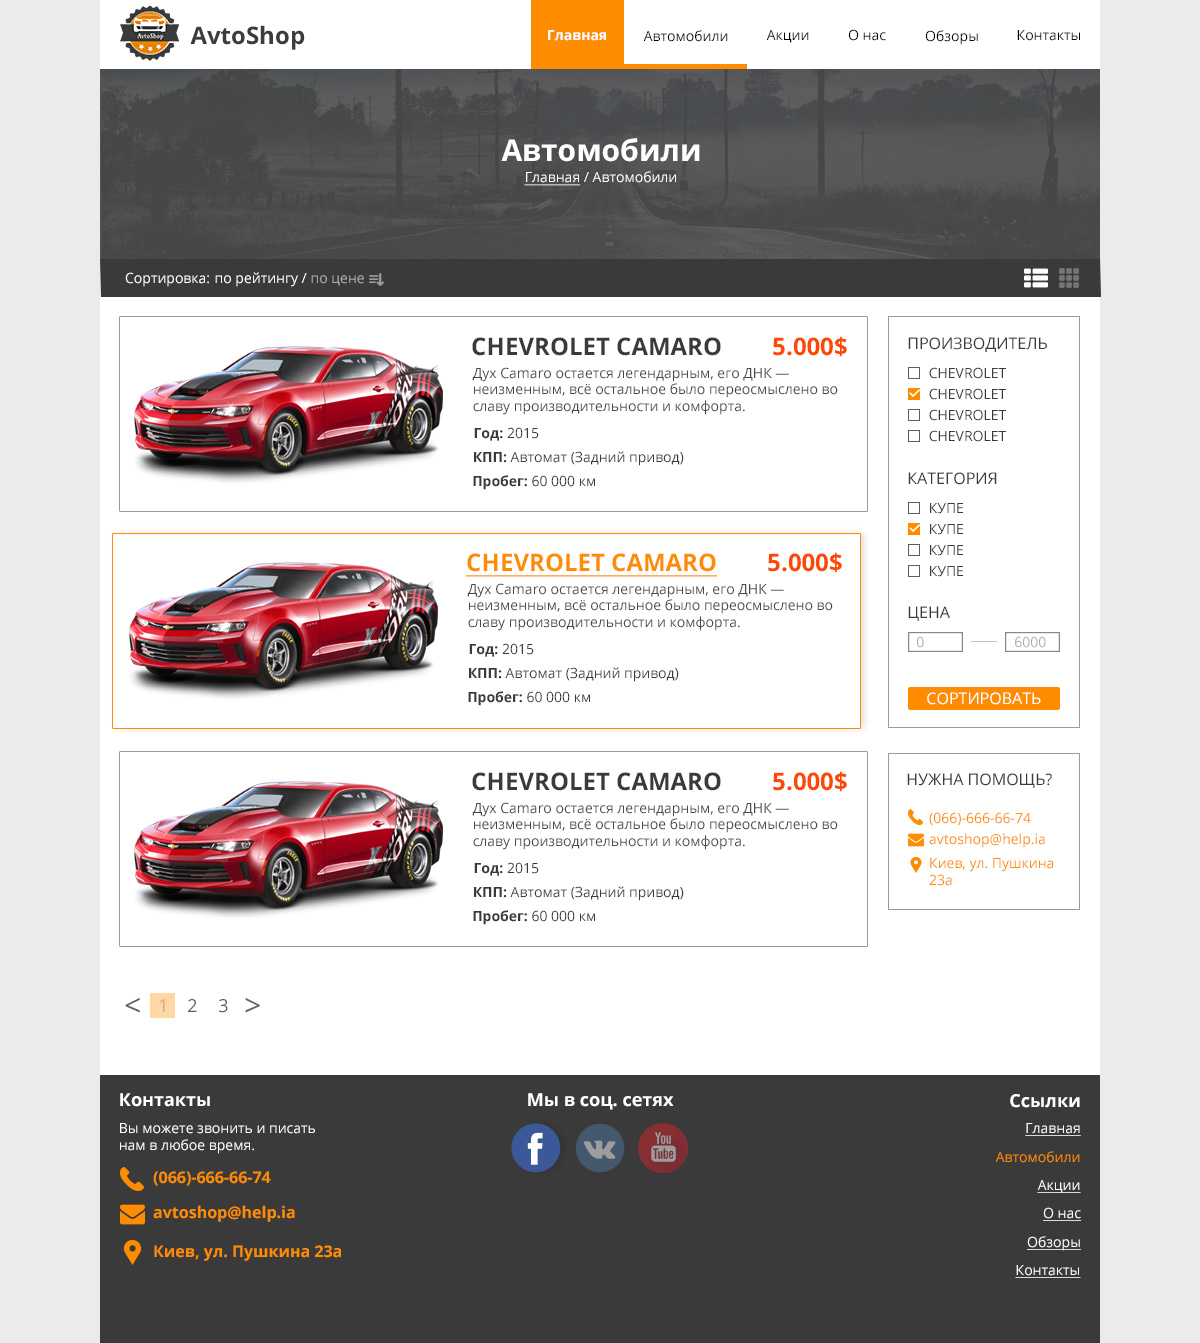 AvtoShop
AvtoShop
Главная
Автомобили
Акции
О нас
Обзоры
Контакты
Автомобили
Главная / Автомобили
Сортировка: по рейтингу / по цене
CHEVROLET CAMARO
5.000$
Дух Camaro остается легендарным, его ДНК —
неизменным, всё остальное было переосмыслено во
славу производительности и комфорта.
Год: 2015
КПП: Автомат (Задний привод)
Пробег: 60 000 км
CHEVROLET CAMARO
5.000$
Дух Camaro остается легендарным, его ДНК —
неизменным, всё остальное было переосмыслено во
славу производительности и комфорта.
Год: 2015
КПП: Автомат (Задний привод)
Пробег: 60 000 км
CHEVROLET CAMARO
5.000$
Дух Camaro остается легендарным, его ДНК —
неизменным, всё остальное было переосмыслено во
славу производительности и комфорта.
Год: 2015
КПП: Автомат (Задний привод)
Пробег: 60 000 км
ПРОИЗВОДИТЕЛЬ
CHEVROLET
CHEVROLET
CHEVROLET
CHEVROLET
КАТЕГОРИЯ
КУПЕ
КУПЕ
КУПЕ
КУПЕ
ЦЕНА
0 — 6000
СОРТИРОВАТЬ
НУЖНА ПОМОЩЬ?
(066)-666-66-74
avtoshop@help.ia
Киев, ул. Пушкина
23а
< 1 2 3 >
Контакты
Вы можете звонить и писать
нам в любое время.
(066)-666-66-74
avtoshop@help.ia
Киев, ул. Пушкина 23а
Мы в соц. сетях
You
Tube
Ссылки
Главная
Автомобили
Акции
О нас
Обзоры
Контакты